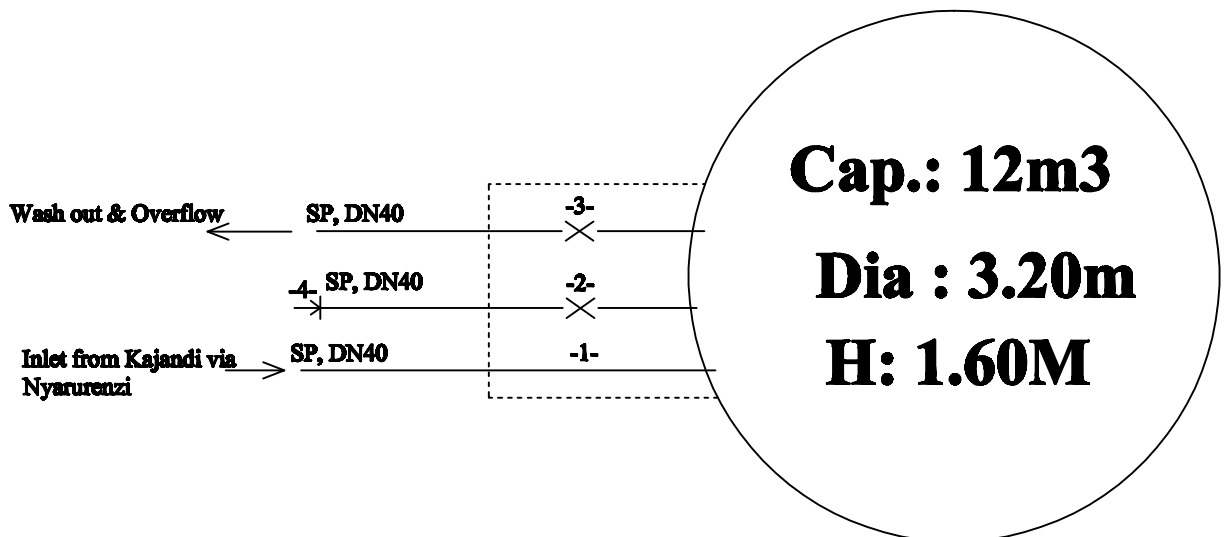 Cap.: 12m3
Wash out & Overflow
SP, DN40
-3-
Dia : 3.20m
-4-
SP, DN40
-2-
Inlet from Kajandi via
Nyarurenzi
SP, DN40
-1-
H: 1.60M